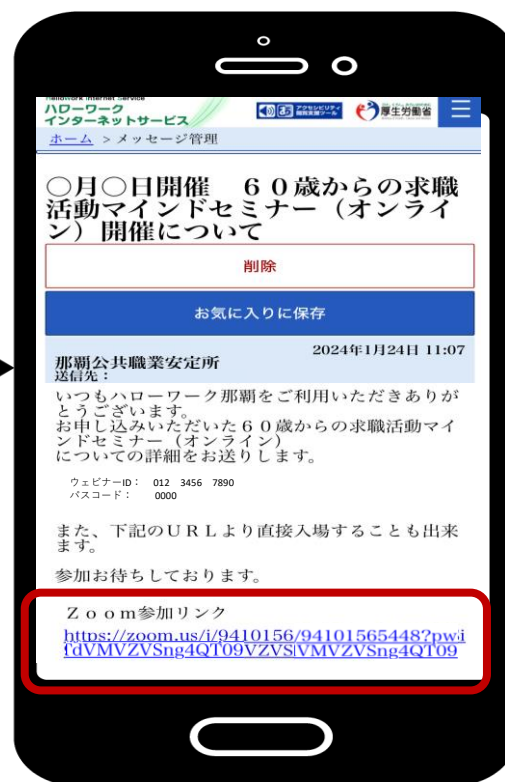 HelloWork Internet Service
ハローワーク
インターネットサービス
アクセシビリティ
閲覧支援ツール
厚生労働省
ホーム > メッセージ管理
〇月〇日開催　６０歳からの求職
活動マインドセミナー（オンライ
ン）開催について
削除
お気に入りに保存
2024年1月24日 11:07
那覇公共職業安定所
送信先：
いつもハローワーク那覇をご利用いただきありが
とうございます。
お申し込みいただいた６０歳からの求職活動マイ
ンドセミナー（オンライン）
についての詳細をお送りします。
ウェビナーID： 012 3456 7890
パスコード： 0000
また、下記のＵＲＬより直接入場することも出来
ます。
参加お待ちしております。
Ｚｏｏｍ参加リンク
https://zoom.us/j/9410156/94101565448?pw
VMVZVSng4QT09